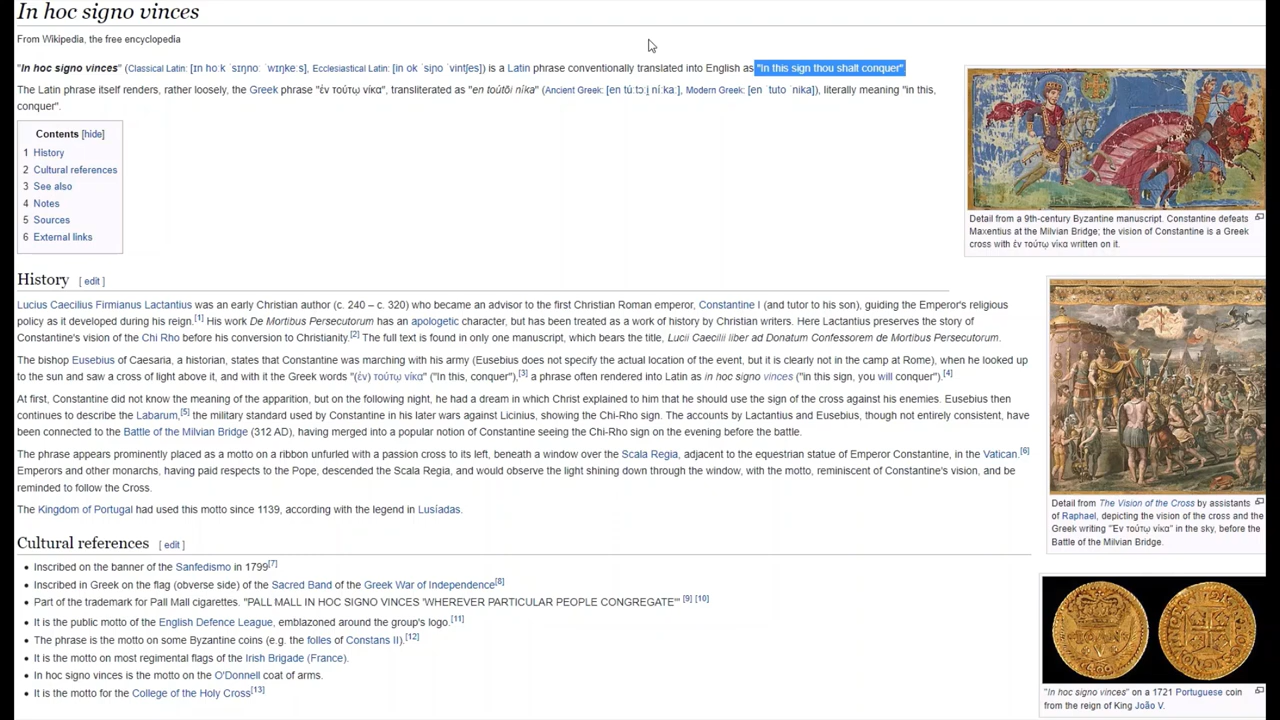 In hoc signo vinces
From Wikipedia, the free encyclopedia
"In hoc signo vinces" (Classical Latin: [ɪn hoːk ˈsɪŋnoː ˈwɪŋkeːs], Ecclesiastical Latin: [in ok ˈsiɲo ˈvintʃes]) is a Latin phrase conventionally translated into English as "In this sign thou shalt conquer".
The Latin phrase itself renders, rather loosely, the Greek phrase "ἐν τούτῳ νίκα", transliterated as "en toútōi níka" (Ancient Greek: [en túːtɔːi̯ níːkaː], Modern Greek: [en ˈtuto ˈnika]), literally meaning "in this,
conquer".
Contents [hide]
1 History
2 Cultural references
3 See also
4 Notes
5 Sources
6 External links
Detail from a 9th-century Byzantine manuscript. Constantine defeats
Maxentius at the Milvian Bridge; the vision of Constantine is a Greek
cross with ἐν τούτῳ νίκα written on it.
History [ edit ]
Lucius Caecilius Firmianus Lactantius was an early Christian author (c. 240 – c. 320) who became an advisor to the first Christian Roman emperor, Constantine I (and tutor to his son), guiding the Emperor's religious
policy as it developed during his reign.[1] His work De Mortibus Persecutorum has an apologetic character, but has been treated as a work of history by Christian writers. Here Lactantius preserves the story of
Constantine's vision of the Chi Rho before his conversion to Christianity.[2] The full text is found in only one manuscript, which bears the title, Lucii Caecilii liber ad Donatum Confessorem de Mortibus Persecutorum.
The bishop Eusebius of Caesaria, a historian, states that Constantine was marching with his army (Eusebius does not specify the actual location of the event, but it is clearly not in the camp at Rome), when he looked up
to the sun and saw a cross of light above it, and with it the Greek words "(ἐν) τούτῳ νίκα" ("In this, conquer"),[3] a phrase often rendered into Latin as in hoc signo vinces ("in this sign, you will conquer").[4]
At first, Constantine did not know the meaning of the apparition, but on the following night, he had a dream in which Christ explained to him that he should use the sign of the cross against his enemies. Eusebius then
continues to describe the Labarum,[5] the military standard used by Constantine in his later wars against Licinius, showing the Chi-Rho sign. The accounts by Lactantius and Eusebius, though not entirely consistent, have
been connected to the Battle of the Milvian Bridge (312 AD), having merged into a popular notion of Constantine seeing the Chi-Rho sign on the evening before the battle.
The phrase appears prominently placed as a motto on a ribbon unfurled with a passion cross to its left, beneath a window over the Scala Regia, adjacent to the equestrian statue of Emperor Constantine, in the Vatican.[6]
Emperors and other monarchs, having paid respects to the Pope, descended the Scala Regia, and would observe the light shining down through the window, with the motto, reminiscent of Constantine's vision, and be
reminded to follow the Cross.
The Kingdom of Portugal had used this motto since 1139, according with the legend in Lusíadas.
Detail from The Vision of the Cross by assistants
of Raphael, depicting the vision of the cross and the
Greek writing "Ἐν τούτῳ νίκα" in the sky, before the
Battle of the Milvian Bridge.
Cultural references [ edit ]
• Inscribed on the banner of the Sanfedismo in 1799[7]
• Inscribed in Greek on the flag (obverse side) of the Sacred Band of the Greek War of Independence[8]
• Part of the trademark for Pall Mall cigarettes. "PALL MALL IN HOC SIGNO VINCES 'WHEREVER PARTICULAR PEOPLE CONGREGATE'" [9] [10]
• It is the public motto of the English Defence League, emblazoned around the group's logo.[11]
• The phrase is the motto on some Byzantine coins (e.g. the folles of Constans II).[12]
• It is the motto on most regimental flags of the Irish Brigade (France).
• In hoc signo vinces is the motto on the O'Donnell coat of arms.
• It is the motto for the College of the Holy Cross[13]
"In hoc signo vinces" on a 1721 Portuguese coin
from the reign of King João V.